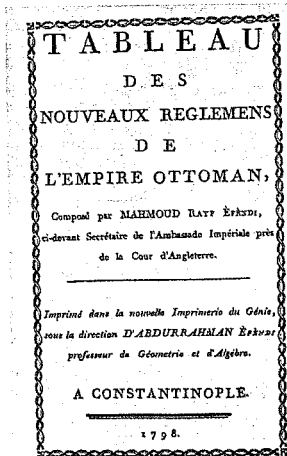 TABLEAU
DES
NOUVEAUX REGLEMENS
DE
L'EMPIRE OTTOMAN,
Composé par MAHMOUD RAYF ÈFENDI,
ci-devant Secrétaire de l'Ambassade Impériale près
de la Cour d'Angleterre.
Imprimé dans la nouvelle Imprimerie du Génie,
sous la direction D'ABDURRAHMAN ÈFENDI
professeur de Géometrie et d'Algèbre.
A CONSTANTINOPLE.
1798.